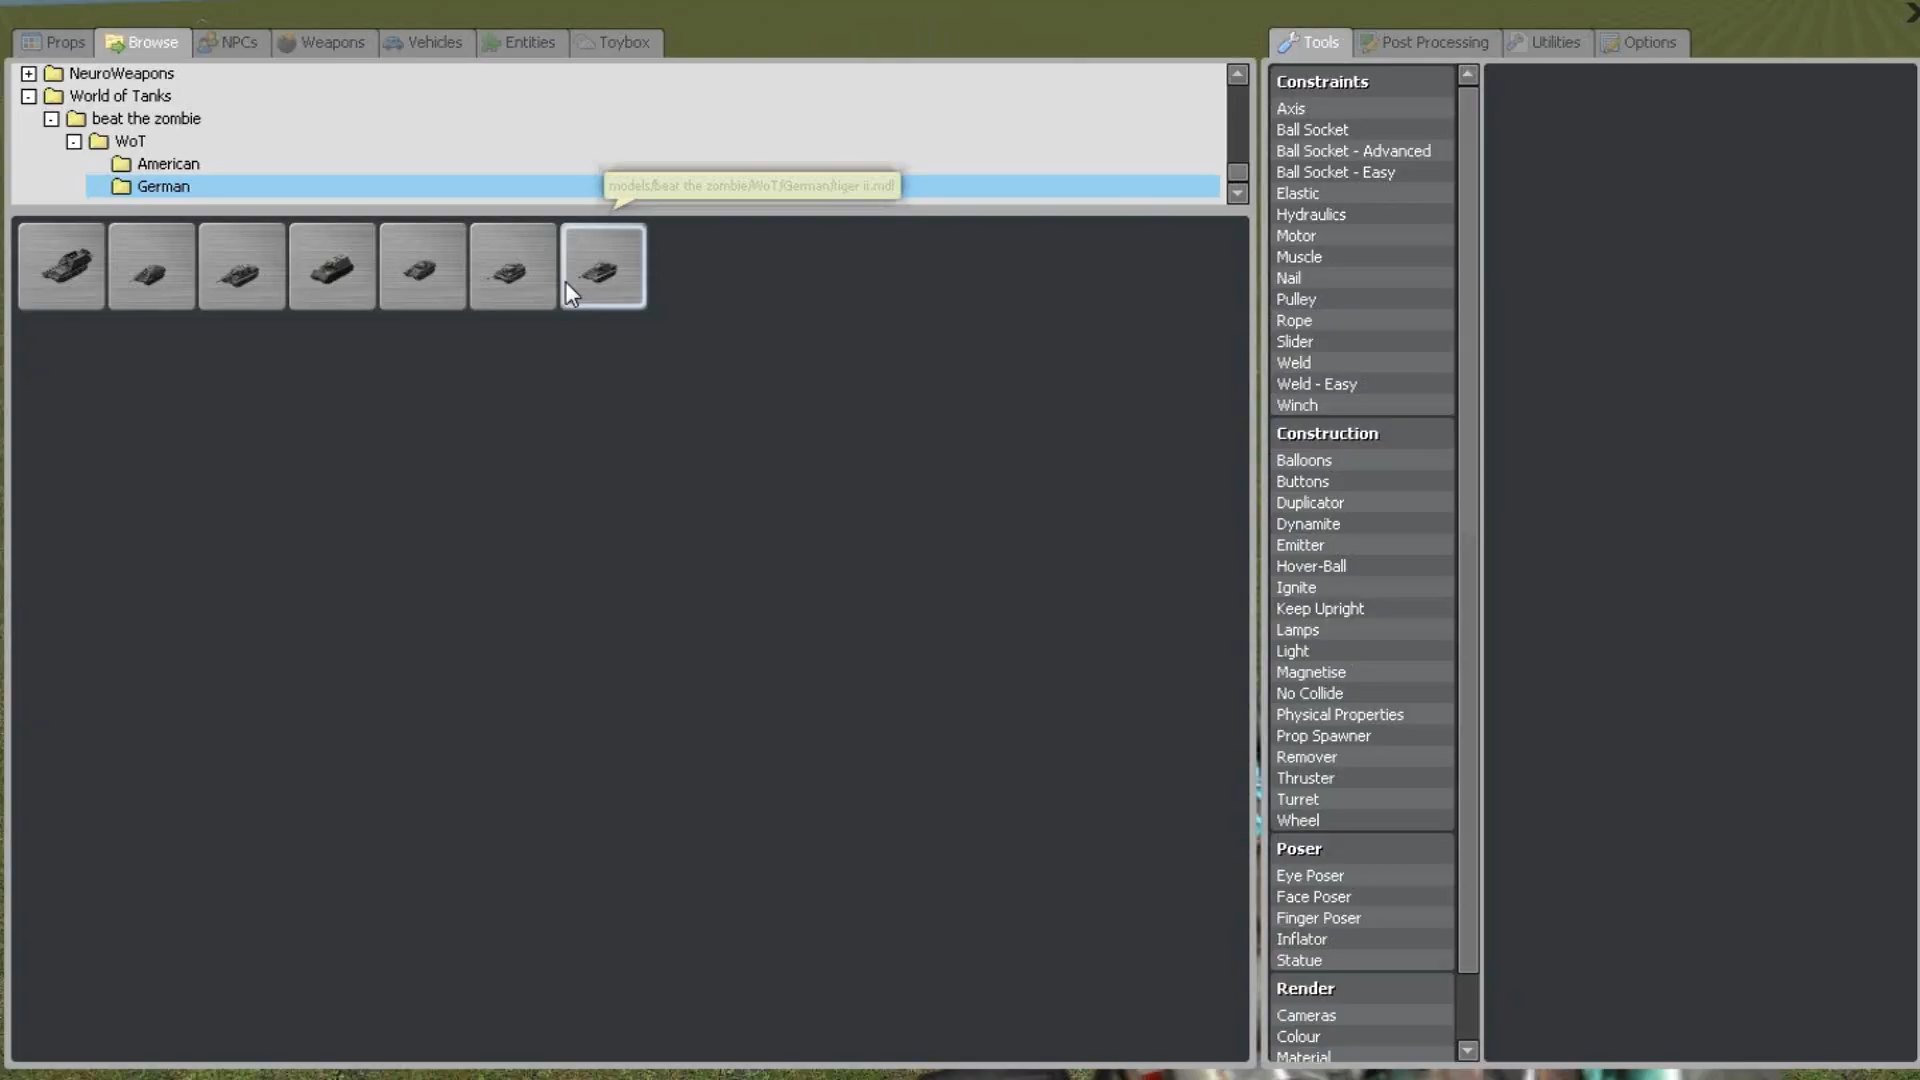 Props
Browse
NPCs
Weapons
Vehicles
Entities
Toybox
NeuroWeapons
World of Tanks
beat the zombie
WoT
American
German
models/beat the zombie/WoT/German/tiger ii.mdl
Tools
Post Processing
Utilities
Options
Constraints
Axis
Ball Socket
Ball Socket - Advanced
Ball Socket - Easy
Elastic
Hydraulics
Motor
Muscle
Nail
Pulley
Rope
Slider
Weld
Weld - Easy
Winch
Construction
Balloons
Buttons
Duplicator
Dynamite
Emitter
Hover-Ball
Ignite
Keep Upright
Lamps
Light
Magnetise
No Collide
Physical Properties
Prop Spawner
Remover
Thruster
Turret
Wheel
Poser
Eye Poser
Face Poser
Finger Poser
Inflator
Statue
Render
Cameras
Colour
Material